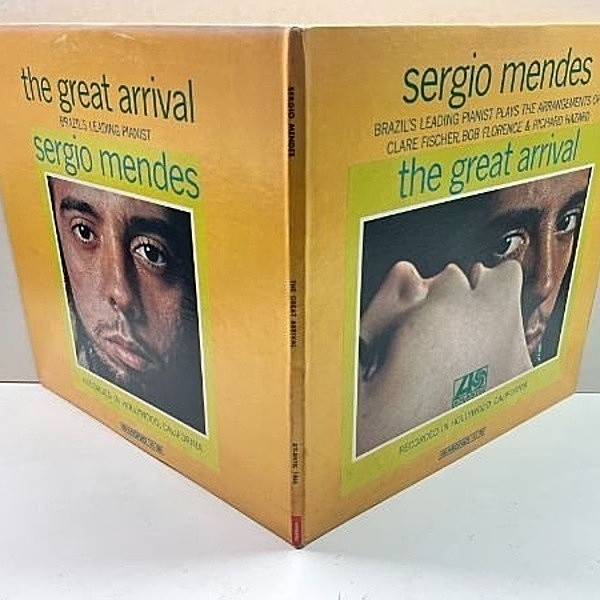 the great arrival
BRAZIL'S LEADING PIANIST
sergio mendes
RECORDED IN HOLLYWOOD, CALIFORNIA
SERGIO MENDES
THE GREAT ARRIVAL
ATLANTIC
sergio mendes
BRAZIL'S LEADING PIANIST PLAYS THE ARRANGEMENTS OF
CLARE FISCHER, BOB FLORENCE & RICHARD HAZARD
the great arrival
RECORDED IN HOLLYWOOD, CALIFORNIA